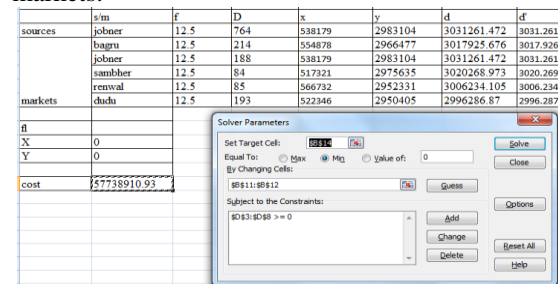 markets.
s/m f D x y d d'
sources jobner 12.5 764 538179 2983104 3031261.472 3031.261
bagru 12.5 214 554878 2966477 3017925.676 3017.926
jobner 12.5 188 538179 2983104 3031261.472 3031.261
sambher 12.5 84 517321 2975635 3020268.973 3020.269
renwal 12.5 85 566732 2952331 3006234.105 3006.234
markets dudu 12.5 193 522346 2950405 2996286.87 2996.287
fl
X 0
Y 0
cost 57738910.93
Solver Parameters
Set Target Cell: $B$14 Solve
Equal To: Max Min Value of: 0 Close
By Changing Cells:
$B$11:$B$12 Guess
Subject to the Constraints: Options
$D$3:$D$8 >= 0 Add
Change
Reset All
Delete
Help